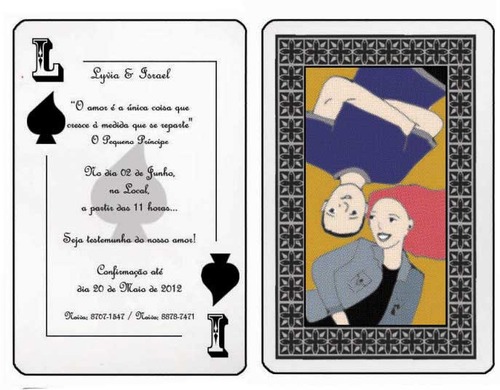 L
Lyvia & Israel
"O amor é a única coisa que
cresce à medida que se reparte"
O Pequeno Príncipe
No dia 02 de Junho,
na Local,
a partir das 11 horas...
Seja testemunha do nosso amor!
Confirmação até
dia 20 de Maio de 2012
Noiva: 8707-1547 / Noivo: 8878-7471
I